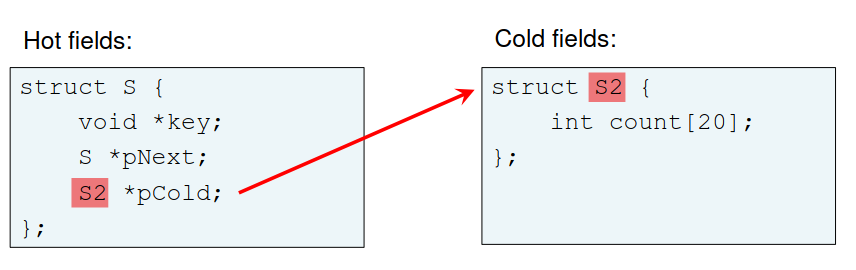 Hot fields:
struct S {
    void *key;
    S *pNext;
    S2 *pCold;
};
Cold fields:
struct S2 {
    int count[20];
};